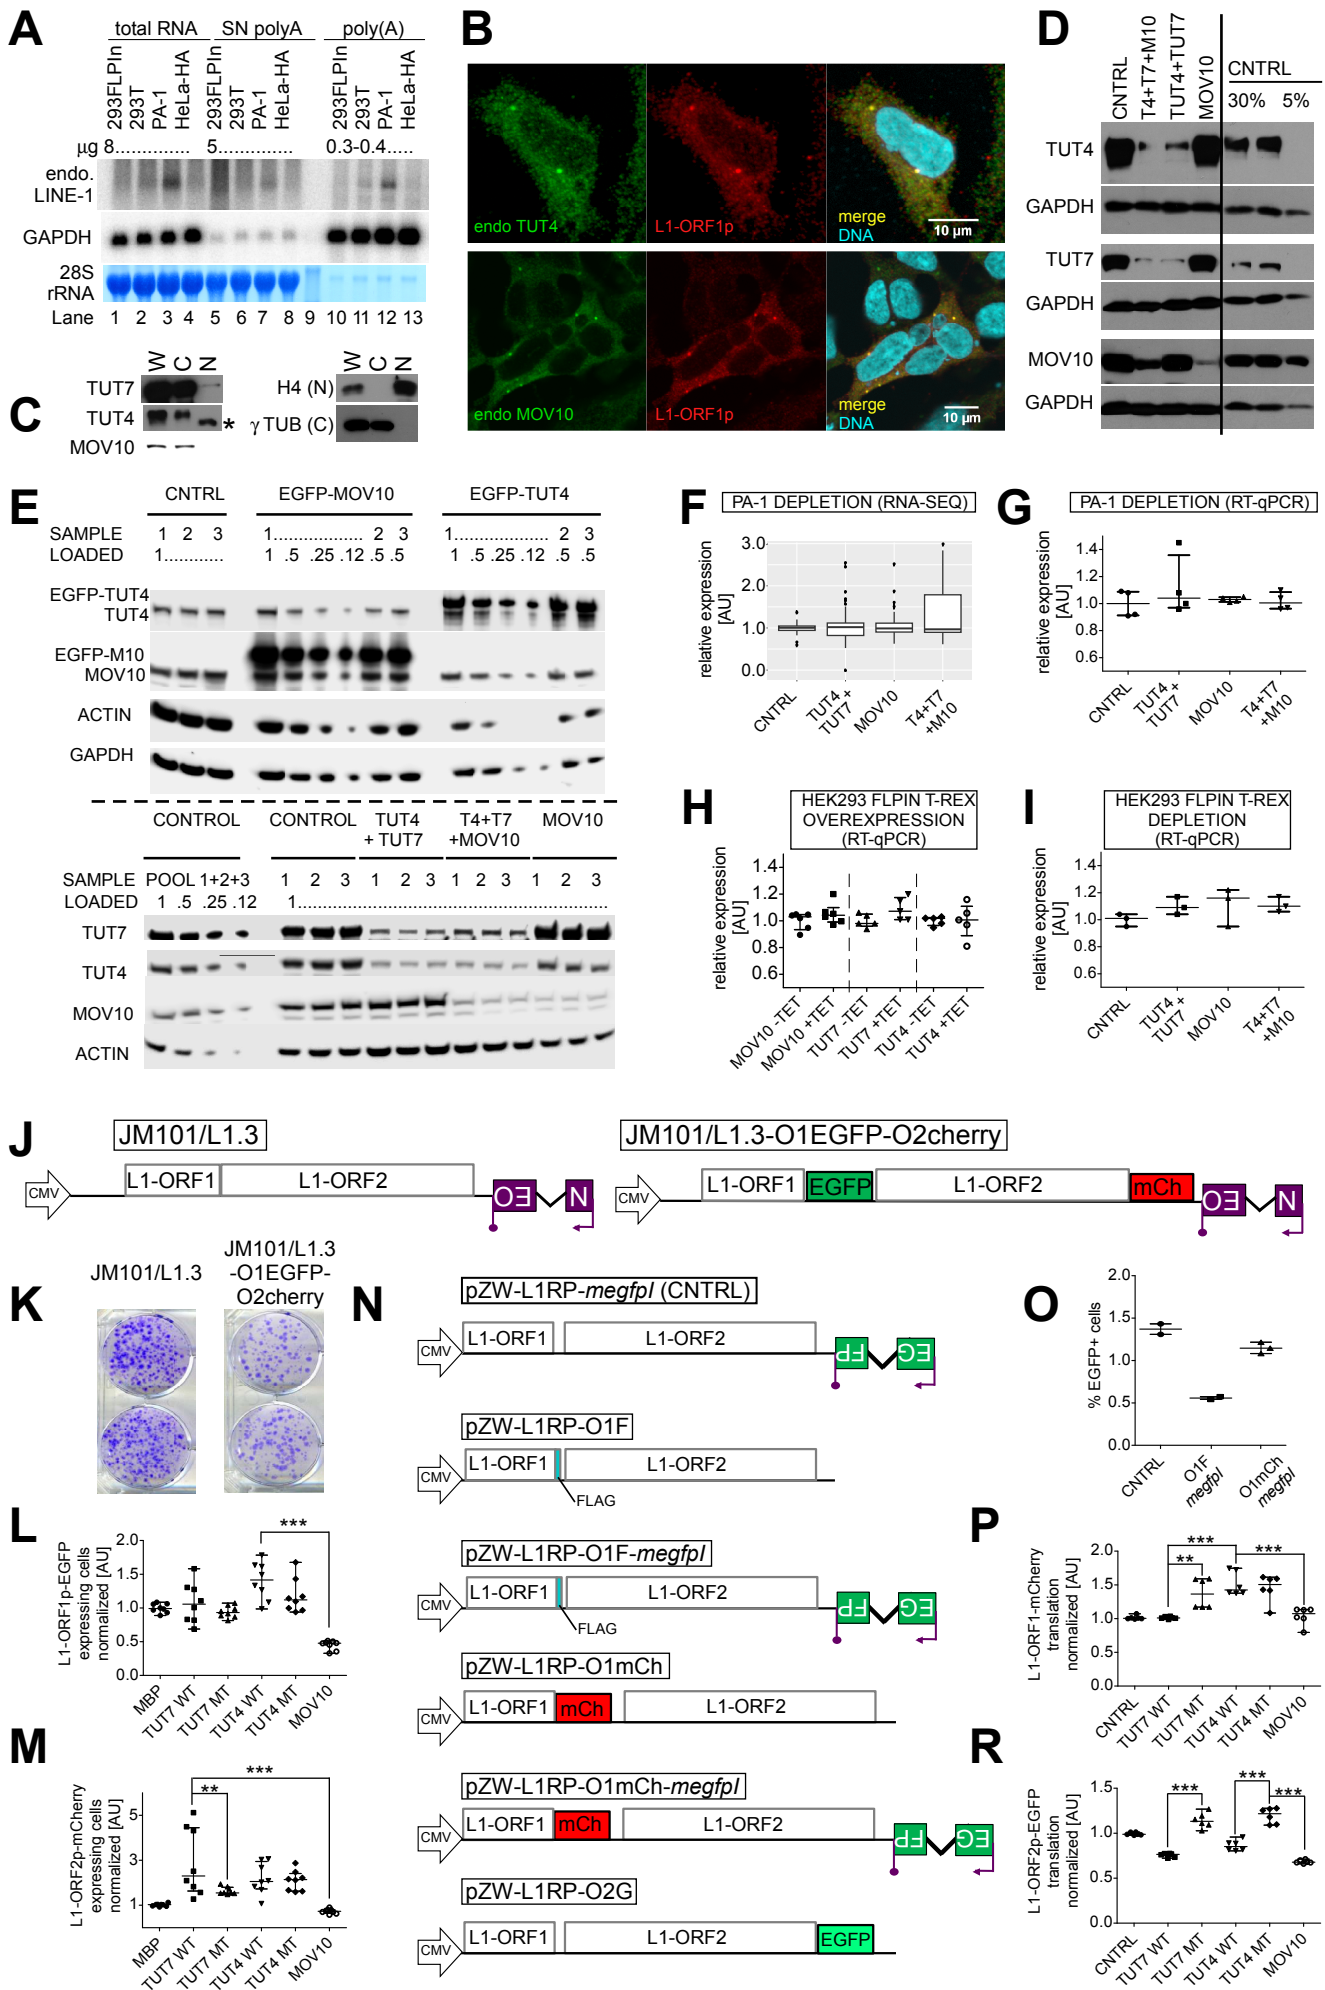 A
total RNA SN polyA poly(A)
293FLPIn 293T PA-1 HeLa-HA 293FLPIn 293T PA-1 HeLa-HA 293FLPIn 293T PA-1 HeLa-HA
µg 8.............. 5.............. 0.3-0.4.....
endo.
LINE-1
GAPDH
28S
rRNA
Lane 1 2 3 4 5 6 7 8 9 10 11 12 13
B
endo TUT4 L1-ORF1p merge
DNA
10 µm
endo MOV10 L1-ORF1p merge
DNA
10 µm
C
W C N W C N
TUT7 H4 (N)
TUT4 * γ TUB (C)
MOV10
D
CNTRL T4+T7+M10 TUT4+TUT7 MOV10 CNTRL
30% 5%
TUT4
GAPDH
TUT7
GAPDH
MOV10
GAPDH
E
CNTRL EGFP-MOV10 EGFP-TUT4
SAMPLE 1 2 3 1.................... 2 3 1.................... 2 3
LOADED 1............ 1 .5 .25 .12 .5 .5 1 .5 .25 .12 .5 .5
EGFP-TUT4
TUT4
EGFP-M10
MOV10
ACTIN
GAPDH
CONTROL CONTROL TUT4 T4+T7 MOV10
+ TUT7 +MOV10
SAMPLE POOL 1+2+3 1 2 3 1 2 3 1 2 3 1 2 3
LOADED 1 .5 .25 .12 1..................................................
TUT7
TUT4
MOV10
ACTIN
F
PA-1 DEPLETION (RNA-SEQ)
relative expression
[AU]
3.0
2.0
1.0
0.0
CNTRL
TUT4 +
TUT7
MOV10
T4+T7
+M10
G
PA-1 DEPLETION (RT-qPCR)
relative expression
[AU]
1.4
1.2
1.0
0.8
0.6
CNTRL
TUT4 +
TUT7
MOV10
T4+T7
+M10
H
HEK293 FLPIN T-REX
OVEREXPRESSION
(RT-qPCR)
relative expression
[AU]
1.4
1.2
1.0
0.8
0.6
MOV10 -TET
MOV10 +TET
TUT7 -TET
TUT7 +TET
TUT4 -TET
TUT4 +TET
I
HEK293 FLPIN T-REX
DEPLETION
(RT-qPCR)
relative expression
[AU]
1.4
1.2
1.0
0.8
0.6
CNTRL
TUT4 +
TUT7
MOV10
T4+T7
+M10
J
JM101/L1.3
CMV L1-ORF1 L1-ORF2 EO N
JM101/L1.3-O1EGFP-O2cherry
CMV L1-ORF1 EGFP L1-ORF2 mCh EO N
K
JM101/L1.3
JM101/L1.3
-O1EGFP-
O2cherry
L
L1-ORF1p-EGFP
expressing cells
normalized [AU]
2.0
1.5
1.0
0.5
0.0
***
MBP
TUT7 WT
TUT7 MT
TUT4 WT
TUT4 MT
MOV10
M
L1-ORF2p-mCherry
expressing cells
normalized [AU]
5
3
1
***
**
MBP
TUT7 WT
TUT7 MT
TUT4 WT
TUT4 MT
MOV10
N
pZW-L1RP-megfpI (CNTRL)
CMV L1-ORF1 L1-ORF2 FP EG
pZW-L1RP-O1F
CMV L1-ORF1 L1-ORF2
FLAG
pZW-L1RP-O1F-megfpI
CMV L1-ORF1 L1-ORF2 FP EG
FLAG
pZW-L1RP-O1mCh
CMV L1-ORF1 mCh L1-ORF2
pZW-L1RP-O1mCh-megfpI
CMV L1-ORF1 mCh L1-ORF2 FP EG
pZW-L1RP-O2G
CMV L1-ORF1 L1-ORF2 EGFP
O
% EGFP+ cells
2.0
1.5
1.0
0.5
0.0
CNTRL
O1F
megfpI
O1mCh
megfpI
P
L1-ORF1-mCherry
translation
normalized [AU]
2.0
1.5
1.0
0.5
0.0
***
**
***
CNTRL
TUT7 WT
TUT7 MT
TUT4 WT
TUT4 MT
MOV10
R
L1-ORF2p-EGFP
translation
normalized [AU]
1.5
1.0
0.5
0.0
***
***
***
CNTRL
TUT7 WT
TUT7 MT
TUT4 WT
TUT4 MT
MOV10